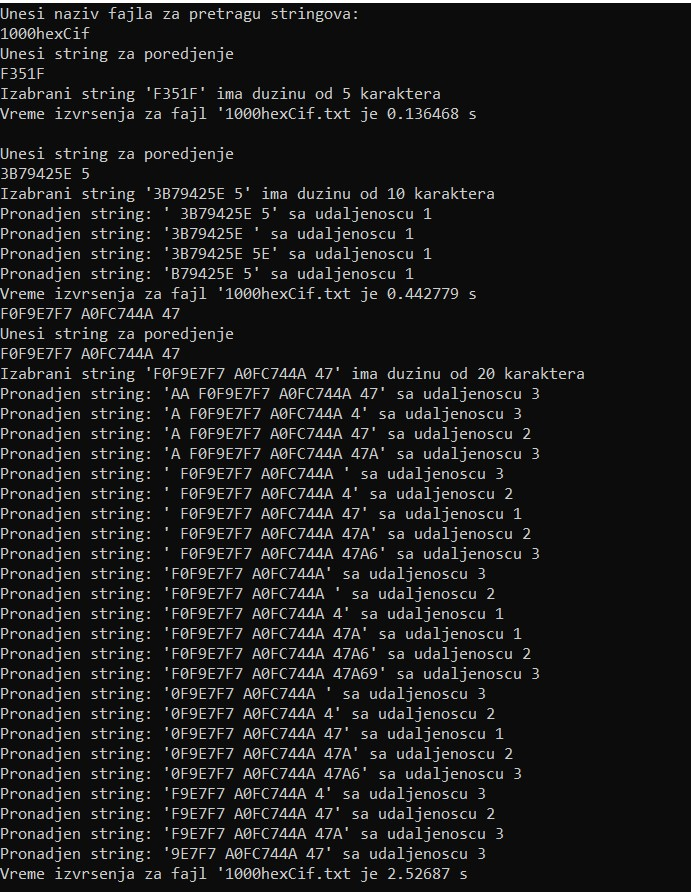 Unesi naziv fajla za pretragu stringova:
1000hexCif
Unesi string za poredjenje
F351F
Izabrani string 'F351F' ima duzinu od 5 karaktera
Vreme izvrsenja za fajl '1000hexCif.txt je 0.136468 s
Unesi string za poredjenje
3B79425E 5
Izabrani string '3B79425E 5' ima duzinu od 10 karaktera
Pronadjen string: ' 3B79425E 5' sa udaljenoscu 1
Pronadjen string: '3B79425E ' sa udaljenoscu 1
Pronadjen string: '3B79425E 5E' sa udaljenoscu 1
Pronadjen string: 'B79425E 5' sa udaljenoscu 1
Vreme izvrsenja za fajl '1000hexCif.txt je 0.442779 s
F0F9E7F7 A0FC744A 47
Unesi string za poredjenje
F0F9E7F7 A0FC744A 47
Izabrani string 'F0F9E7F7 A0FC744A 47' ima duzinu od 20 karaktera
Pronadjen string: 'AA F0F9E7F7 A0FC744A 47' sa udaljenoscu 3
Pronadjen string: 'A F0F9E7F7 A0FC744A 4' sa udaljenoscu 3
Pronadjen string: 'A F0F9E7F7 A0FC744A 47' sa udaljenoscu 2
Pronadjen string: 'A F0F9E7F7 A0FC744A 47A' sa udaljenoscu 3
Pronadjen string: ' F0F9E7F7 A0FC744A ' sa udaljenoscu 3
Pronadjen string: ' F0F9E7F7 A0FC744A 4' sa udaljenoscu 2
Pronadjen string: ' F0F9E7F7 A0FC744A 47' sa udaljenoscu 1
Pronadjen string: ' F0F9E7F7 A0FC744A 47A' sa udaljenoscu 2
Pronadjen string: ' F0F9E7F7 A0FC744A 47A6' sa udaljenoscu 3
Pronadjen string: 'F0F9E7F7 A0FC744A' sa udaljenoscu 3
Pronadjen string: 'F0F9E7F7 A0FC744A ' sa udaljenoscu 2
Pronadjen string: 'F0F9E7F7 A0FC744A 4' sa udaljenoscu 1
Pronadjen string: 'F0F9E7F7 A0FC744A 47A' sa udaljenoscu 1
Pronadjen string: 'F0F9E7F7 A0FC744A 47A6' sa udaljenoscu 2
Pronadjen string: 'F0F9E7F7 A0FC744A 47A69' sa udaljenoscu 3
Pronadjen string: '0F9E7F7 A0FC744A ' sa udaljenoscu 3
Pronadjen string: '0F9E7F7 A0FC744A 4' sa udaljenoscu 2
Pronadjen string: '0F9E7F7 A0FC744A 47' sa udaljenoscu 1
Pronadjen string: '0F9E7F7 A0FC744A 47A' sa udaljenoscu 2
Pronadjen string: '0F9E7F7 A0FC744A 47A6' sa udaljenoscu 3
Pronadjen string: 'F9E7F7 A0FC744A 4' sa udaljenoscu 3
Pronadjen string: 'F9E7F7 A0FC744A 47' sa udaljenoscu 2
Pronadjen string: 'F9E7F7 A0FC744A 47A' sa udaljenoscu 3
Pronadjen string: '9E7F7 A0FC744A 47' sa udaljenoscu 3
Vreme izvrsenja za fajl '1000hexCif.txt je 2.52687 s